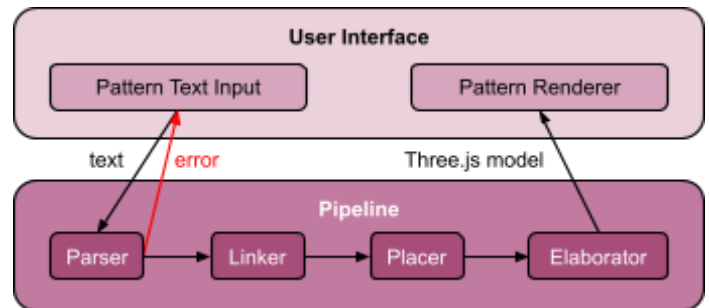 User Interface
Pattern Text Input
Pattern Renderer
text
error
Three.js model
Pipeline
Parser
Linker
Placer
Elaborator